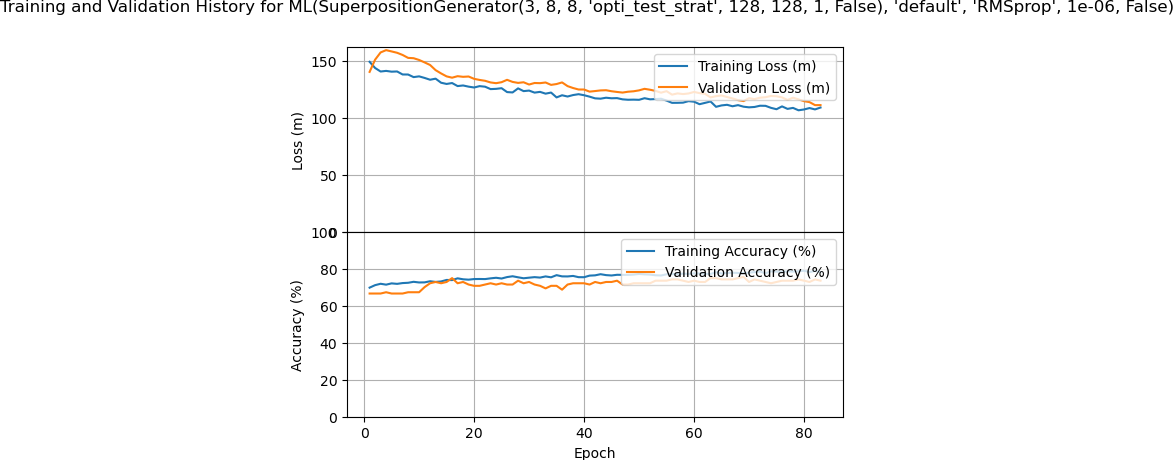 Training and Validation History for ML(SuperpositionGenerator(3, 8, 8, 'opti_test_strat', 128, 128, 1, False), 'default', 'RMSprop', 1e-06, False)
150
100
50
0
Loss (m)
Training Loss (m)
Validation Loss (m)
100
80
60
40
20
0
Accuracy (%)
Training Accuracy (%)
Validation Accuracy (%)
0 20 40 60 80
Epoch